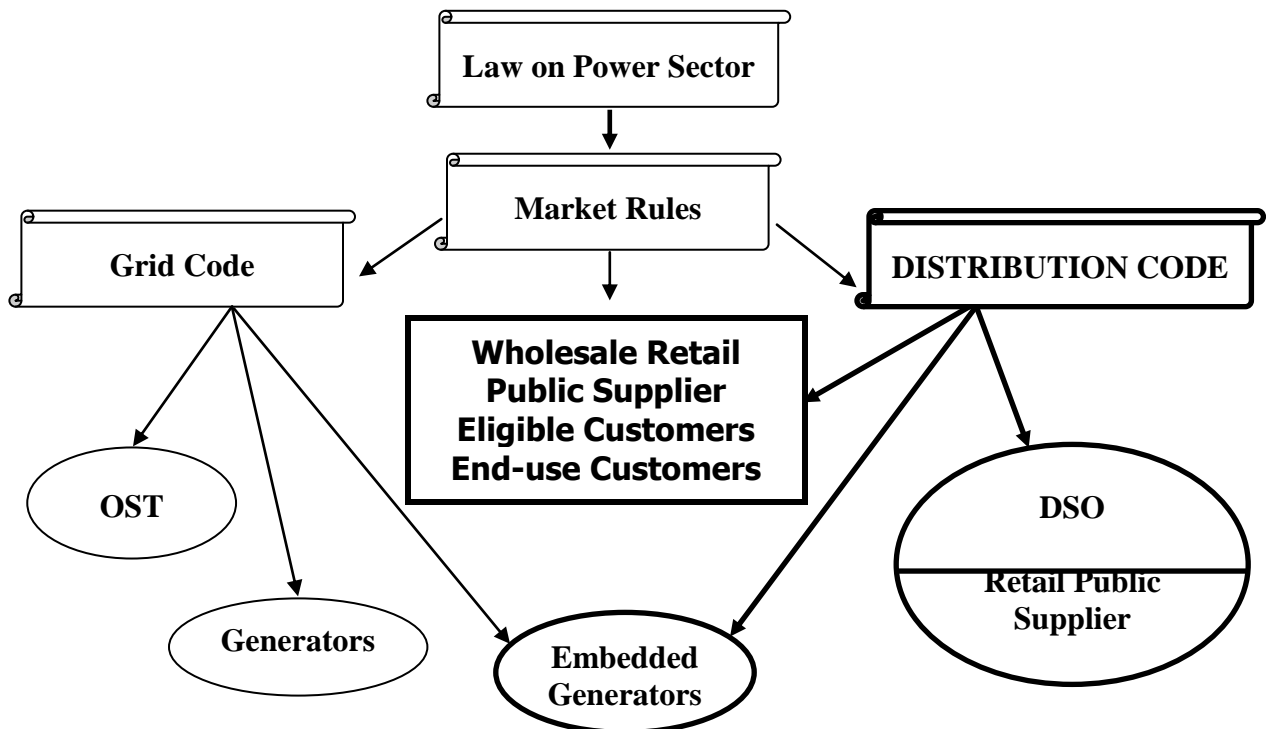 Law on Power Sector
Market Rules
Grid Code
DISTRIBUTION CODE
Wholesale Retail
Public Supplier
Eligible Customers
End-use Customers
OST
DSO
Retail Public
Supplier
Generators
Embedded
Generators